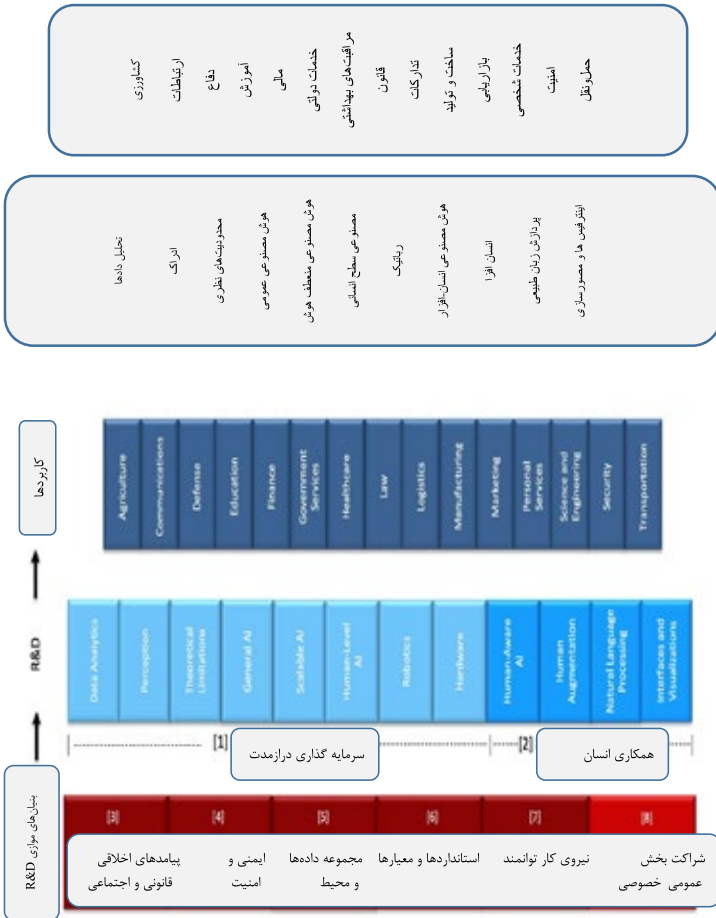 کشاورزی
ارتباطات
دفاع
آموزش
مالی
خدمات دولتی
مراقبت‌های بهداشتی
قانون
تدارکات
ساخت و تولید
بازاریابی
خدمات شخصی
امنیت
حمل‌ونقل
تحلیل دادها
ادراک
محدودیت‌های نظری
هوش مصنوعی عمومی
هوش مصنوعی منعطف هوش
مصنوعی سطح انسانی
رباتیک
هوش مصنوعی انسان-افزار
انسان افزا
پردازش زبان طبیعی
اینترفیس ها و مصورسازی
کاربردها
Agriculture
Communications
Defense
Education
Finance
Government
Services
Healthcare
Law
Logistics
Manufacturing
Marketing
Personal
Services
Science and
Engineering
Security
Transportation
R&D
Data Analytics
Perception
Theoretical
Limitations
General AI
Scalable AI
Human-Level
AI
Robotics
Hardware
Human-Aware
AI
Human
Augmentation
Natural Language
Processing
Interfaces and
Visualizations
[1]
سرمایه گذاری درازمدت
[2]
همکاری انسان
بنیان‌های موازی R&D
[3]
[4]
[5]
[6]
[7]
[8]
پیامدهای اخلاقی
قانونی و اجتماعی
ایمنی و
امنیت
مجموعه داده‌ها
و محیط
استانداردها و معیارها
نیروی کار توانمند
شراکت بخش
عمومی خصوصی